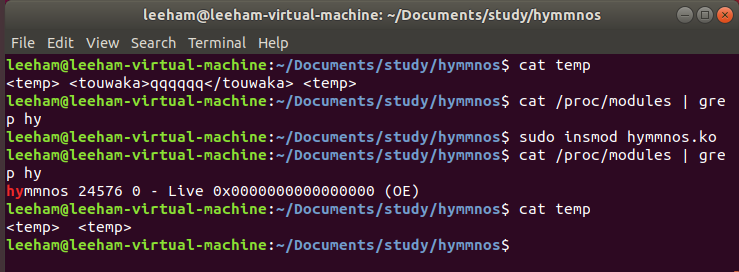 leeham@leeham-virtual-machine: ~/Documents/study/hymmnos
File Edit View Search Terminal Help
leeham@leeham-virtual-machine:~/Documents/study/hymmnos$ cat temp
<temp> <touwaka>qqqqqq</touwaka> <temp>
leeham@leeham-virtual-machine:~/Documents/study/hymmnos$ cat /proc/modules | gre
p hy
leeham@leeham-virtual-machine:~/Documents/study/hymmnos$ sudo insmod hymmnos.ko
leeham@leeham-virtual-machine:~/Documents/study/hymmnos$ cat /proc/modules | gre
p hy
hymmnos 24576 0 - Live 0x0000000000000000 (OE)
leeham@leeham-virtual-machine:~/Documents/study/hymmnos$ cat temp
<temp>  <temp>
leeham@leeham-virtual-machine:~/Documents/study/hymmnos$